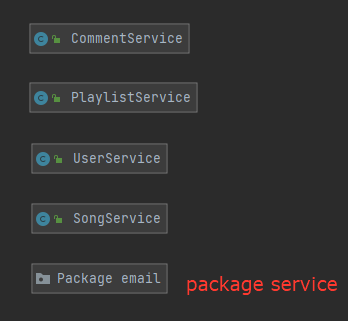 CommentService
PlaylistService
UserService
SongService
Package email
package service